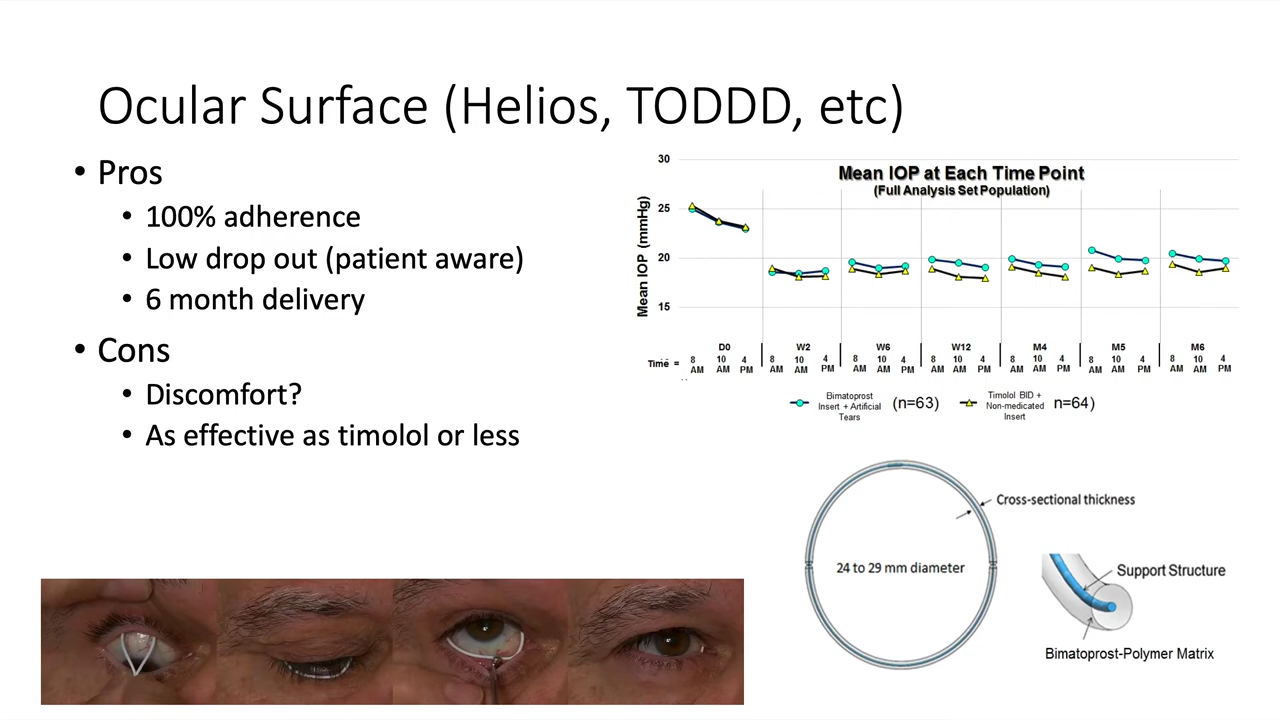 Ocular Surface (Helios, TODDD, etc)
• Pros
• 100% adherence
• Low drop out (patient aware)
• 6 month delivery
• Cons
• Discomfort?
• As effective as timolol or less
Mean IOP at Each Time Point
(Full Analysis Set Population)
Mean IOP (mmHg)
30
25
20
15
D0 W2 W6 W12 M4 M5 M6
Time =
8 AM 10 AM 4 PM 8 AM 10 AM 4 PM 8 AM 10 AM 4 PM 8 AM 10 AM 4 PM 8 AM 10 AM 4 PM 8 AM 10 AM 4 PM 8 AM 10 AM 4 PM
Bimatoprost
Insert + Artificial
Tears
(n=63)
Timolol BID +
Non-medicated
Insert
n=64)
Cross-sectional thickness
24 to 29 mm diameter
Support Structure
Bimatoprost-Polymer Matrix